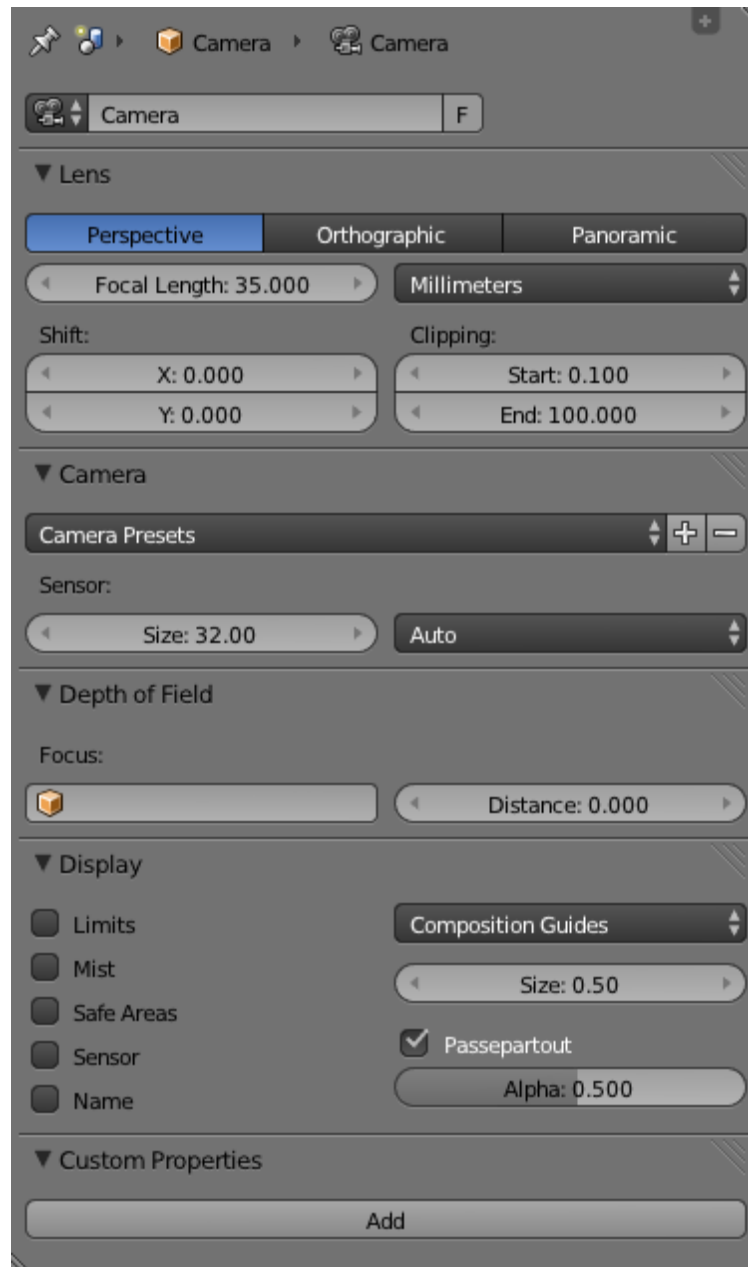 Camera Camera
Camera F
Lens
Perspective Orthographic Panoramic
Focal Length: 35.000 Millimeters
Shift: Clipping:
X: 0.000 Start: 0.100
Y: 0.000 End: 100.000
Camera
Camera Presets
Sensor:
Size: 32.00 Auto
Depth of Field
Focus:
Distance: 0.000
Display
Limits Composition Guides
Mist Size: 0.50
Safe Areas
Sensor Passepartout
Name Alpha: 0.500
Custom Properties
Add